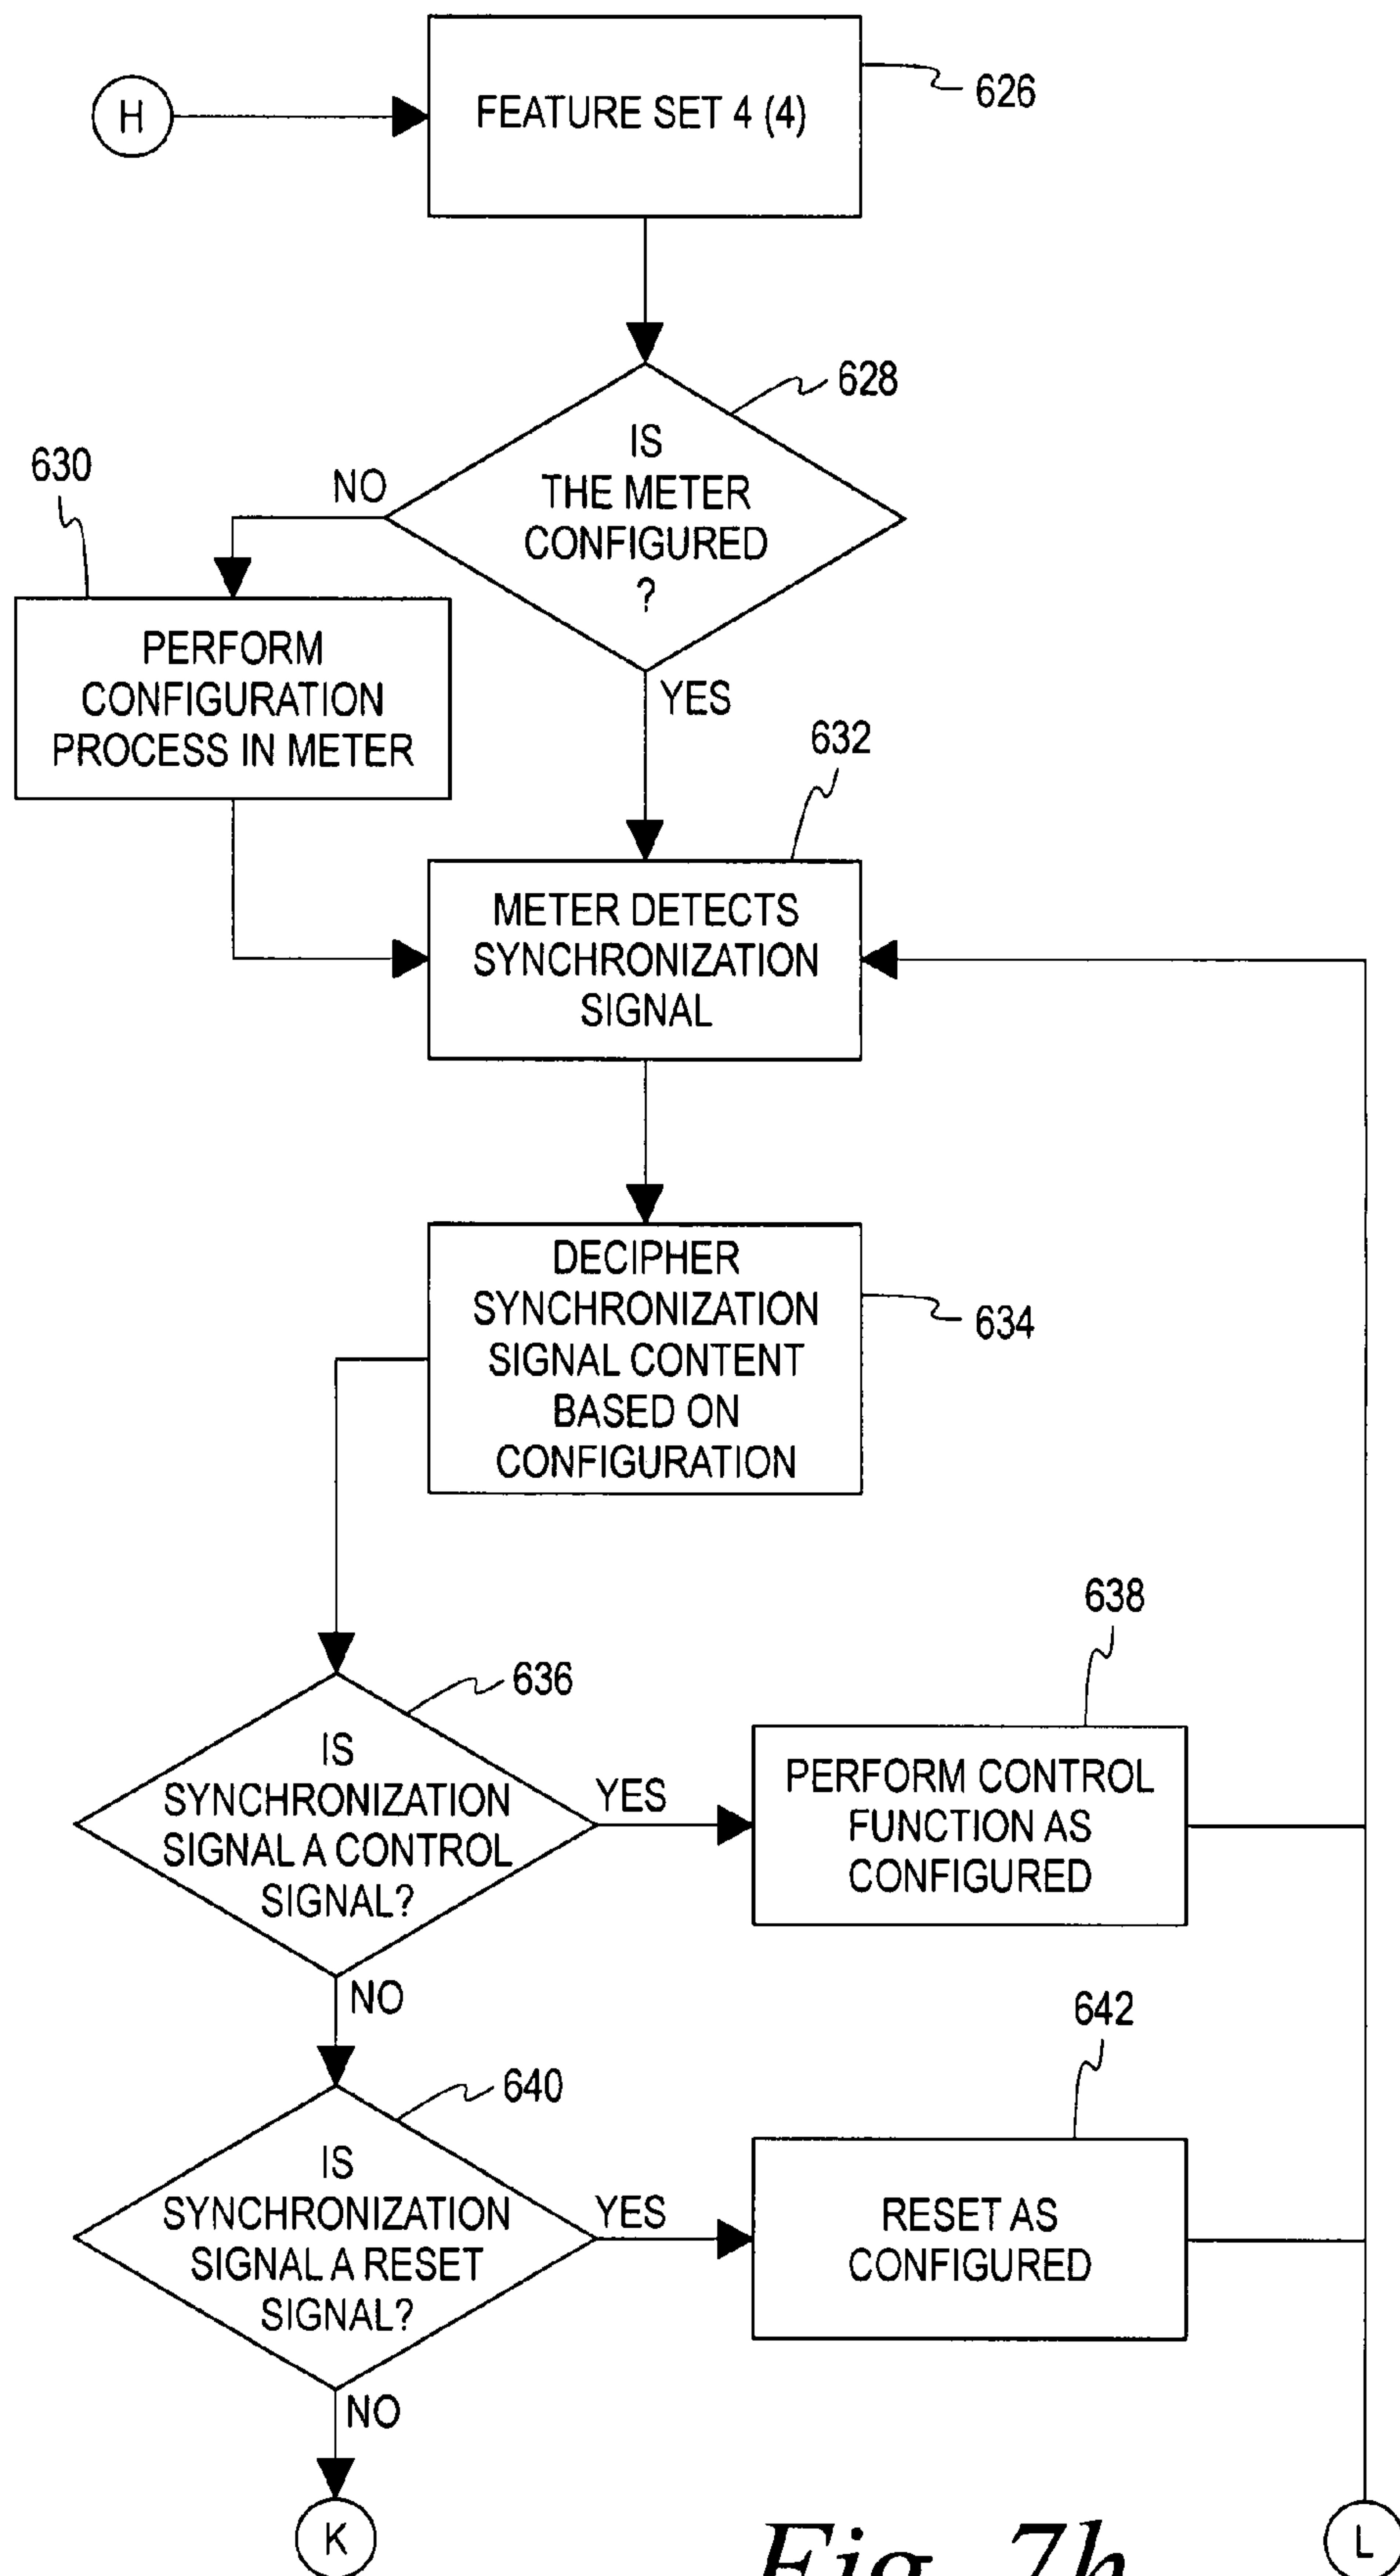 H
FEATURE SET 4 (4)
626
628
IS
THE METER
CONFIGURED
?
NO
630
YES
PERFORM
CONFIGURATION
PROCESS IN METER
632
METER DETECTS
SYNCHRONIZATION
SIGNAL
DECIPHER
SYNCHRONIZATION
SIGNAL CONTENT
BASED ON
CONFIGURATION
634
636
IS
SYNCHRONIZATION
SIGNAL A CONTROL
SIGNAL?
YES
638
PERFORM CONTROL
FUNCTION AS
CONFIGURED
NO
640
IS
SYNCHRONIZATION
SIGNAL A RESET
SIGNAL?
YES
642
RESET AS
CONFIGURED
NO
K
Fig. 7h
L